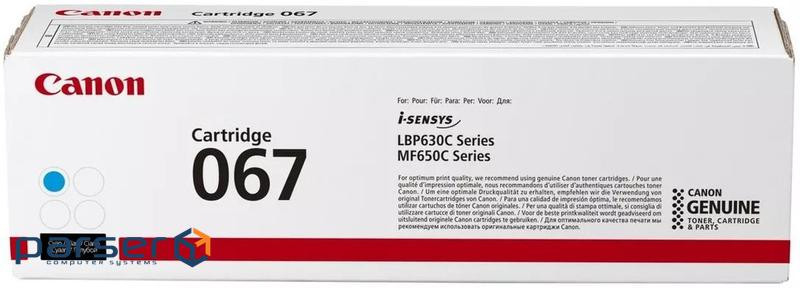 Canon Cartridge 067
Canon
Cartridge
067
For: Pour: Für: Para: Per: Voor: Для:
i-SENSYS
LBP630C Series
MF650C Series
For optimum print quality, we recommend using genuine Canon toner cartridges. / Pour une
qualité d'impression optimale, nous recommandons d'utiliser d'authentiques cartouches toner
Canon. / Um eine optimale Druckqualität zu erhalten, empfehlen wir die Verwendung von
original Tonercartridges von Canon. / Para una calidad de impresión óptima, le recomendamos
utilizar cartuchos de tóner Canon originales. / Per una qualità di stampa ottimale, si consiglia di
utilizzare cartucce di toner Canon originali. / Voor de beste printkwaliteit wordt geadviseerd om
uitsluitend originele Canon cartridges te gebruiken. / Для оптимального качества печати мы
рекомендуем использовать оригинальные картриджи Canon.
CANON
GENUINE
TONER, CARTRIDGE
& PARTS
parser
COMPUTER SYSTEMS